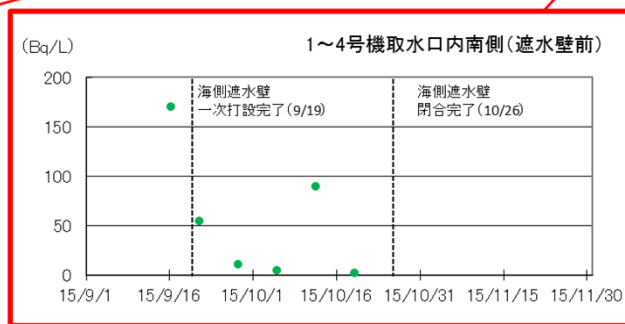 (Bq/L)
1～4号機取水口内南側(遮水壁前)
200
150
100
50
0
海側遮水壁
一次打設完了(9/19)
海側遮水壁
閉合完了(10/26)
15/9/1 15/9/16 15/10/1 15/10/16 15/10/31 15/11/15 15/11/30